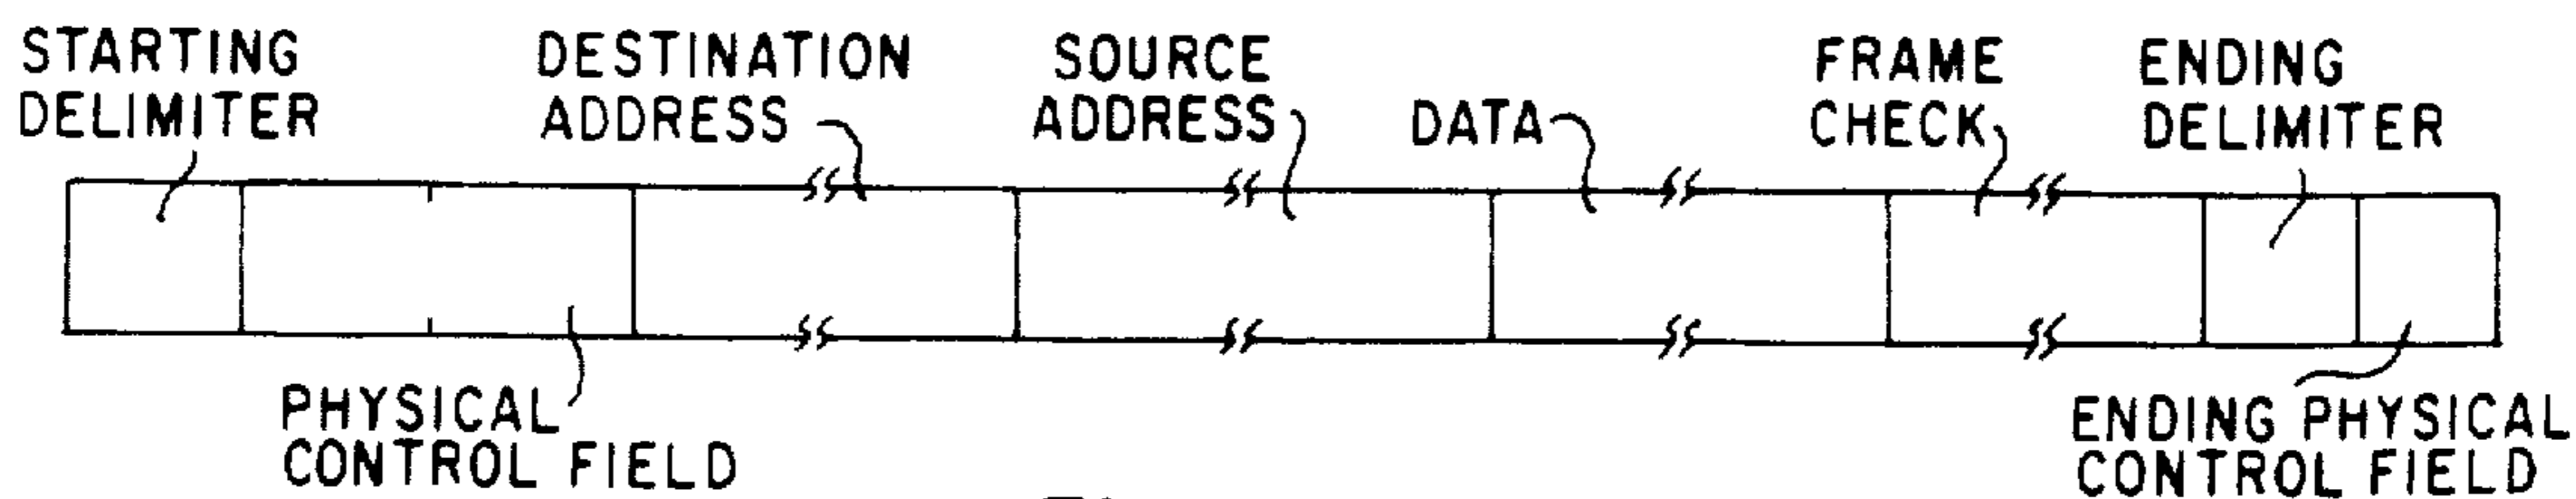 STARTING
DELIMITER
DESTINATION
ADDRESS
SOURCE
ADDRESS
DATA
FRAME
CHECK
ENDING
DELIMITER
PHYSICAL
CONTROL FIELD
ENDING PHYSICAL
CONTROL FIELD